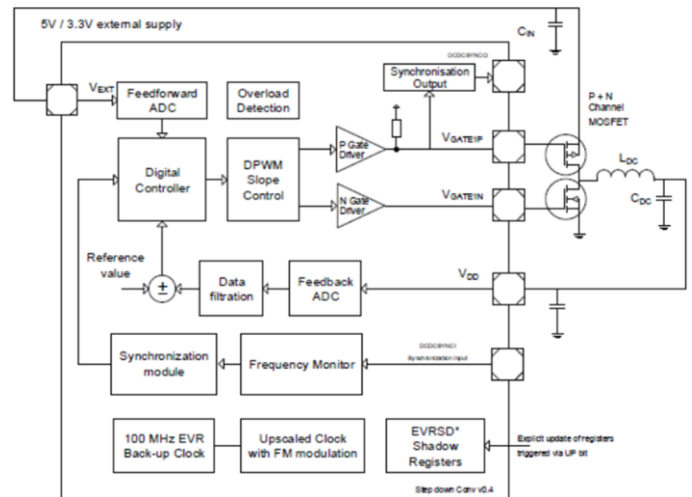 5V / 3.3V external supply
CIN
DCDCSYNCO
VEXT
Feedforward
ADC
Overload
Detection
Synchronisation
Output
P + N
Channel
MOSFET
P Gate
Driver
VGATE1P
Digital
Controller
DPWM
Slope
Control
LDC
N Gate
Driver
VGATE1N
CDC
Reference
value
±
Data
filtration
Feedback
ADC
VDD
Synchronization
module
Frequency Monitor
DCDCSYNCI
Synchronization input
100 MHz EVR
Back-up Clock
Upscaled Clock
with FM modulation
EVRSD*
Shadow
Registers
Explicit update of registers
triggered via UP bit
Step down Conv v0.4